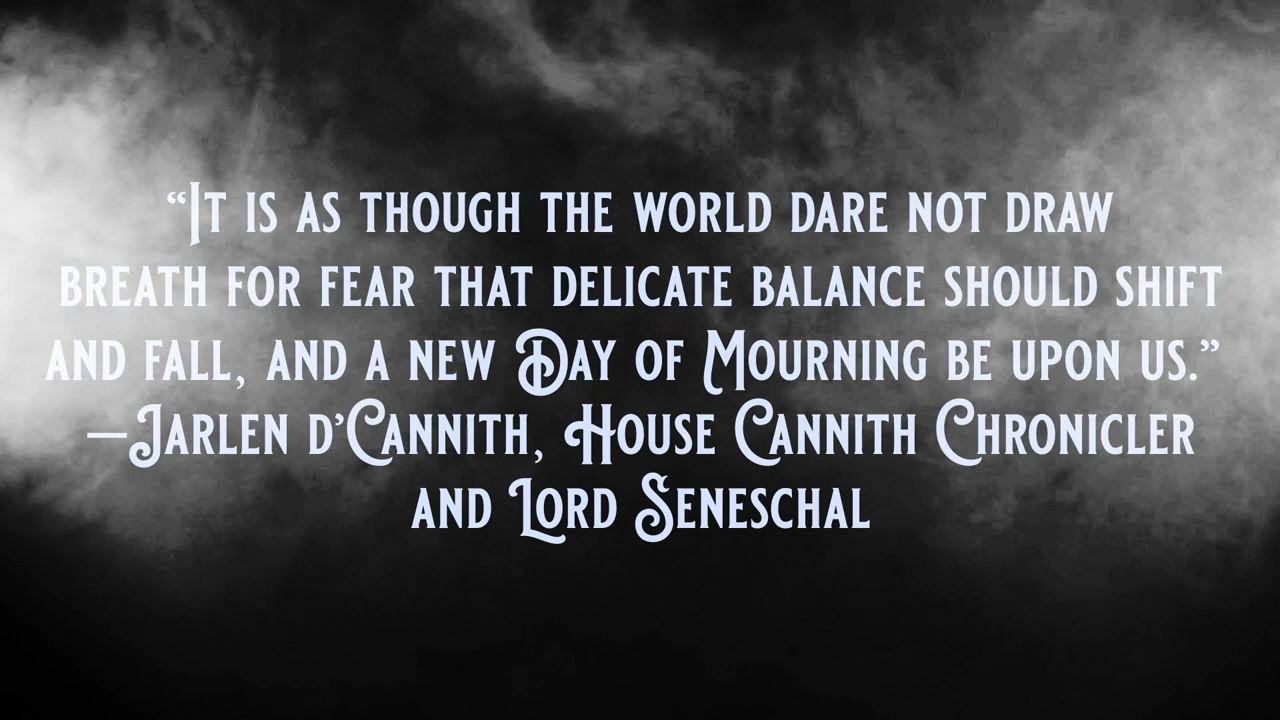 “It is as though the world dare not draw
breath for fear that delicate balance should shift
and fall, and a new Day of Mourning be upon us.”
—Jarlen d’Cannith, House Cannith Chronicler
and Lord Seneschal